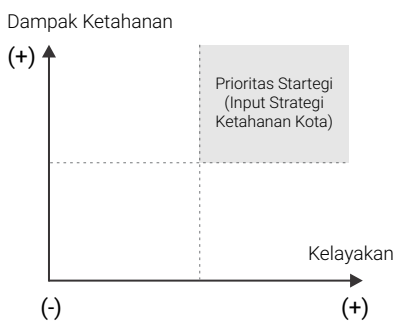 Dampak Ketahanan
(+)
Prioritas Startegi
(Input Strategi
Ketahanan Kota)
Kelayakan
(-)
(+)